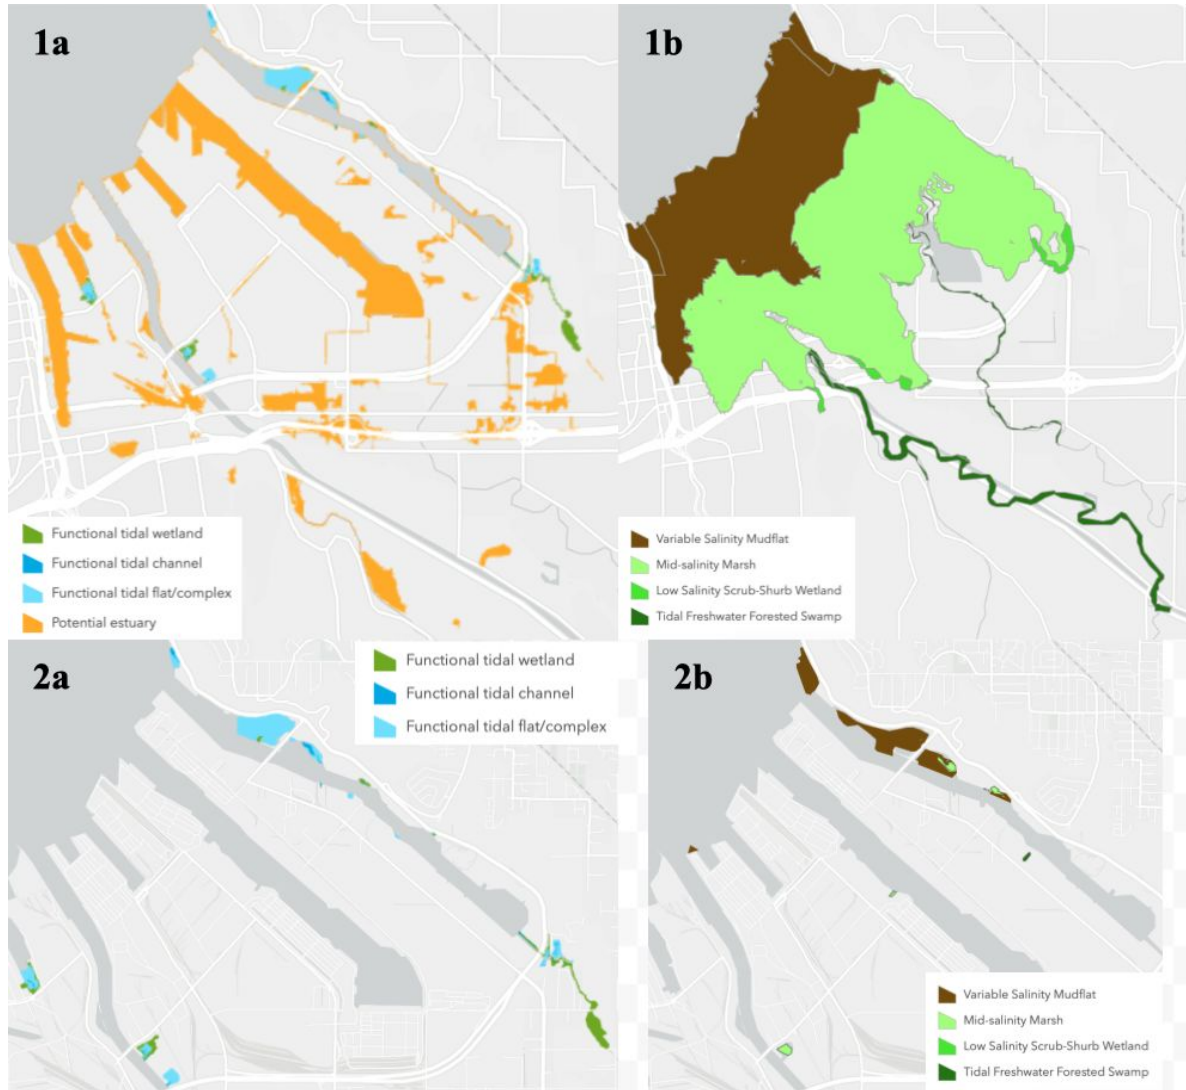 1a
1b
Functional tidal wetland
Functional tidal channel
Functional tidal flat/complex
Potential estuary
Variable Salinity Mudflat
Mid-salinity Marsh
Low Salinity Scrub-Shurb Wetland
Tidal Freshwater Forested Swamp
2a
Functional tidal wetland
Functional tidal channel
Functional tidal flat/complex
2b
Variable Salinity Mudflat
Mid-salinity Marsh
Low Salinity Scrub-Shurb Wetland
Tidal Freshwater Forested Swamp